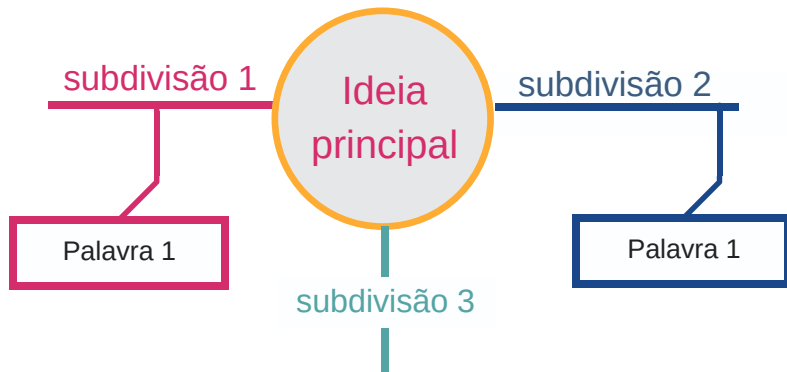 subdivisão 1
Ideia
principal
subdivisão 2
Palavra 1
Palavra 1
subdivisão 3